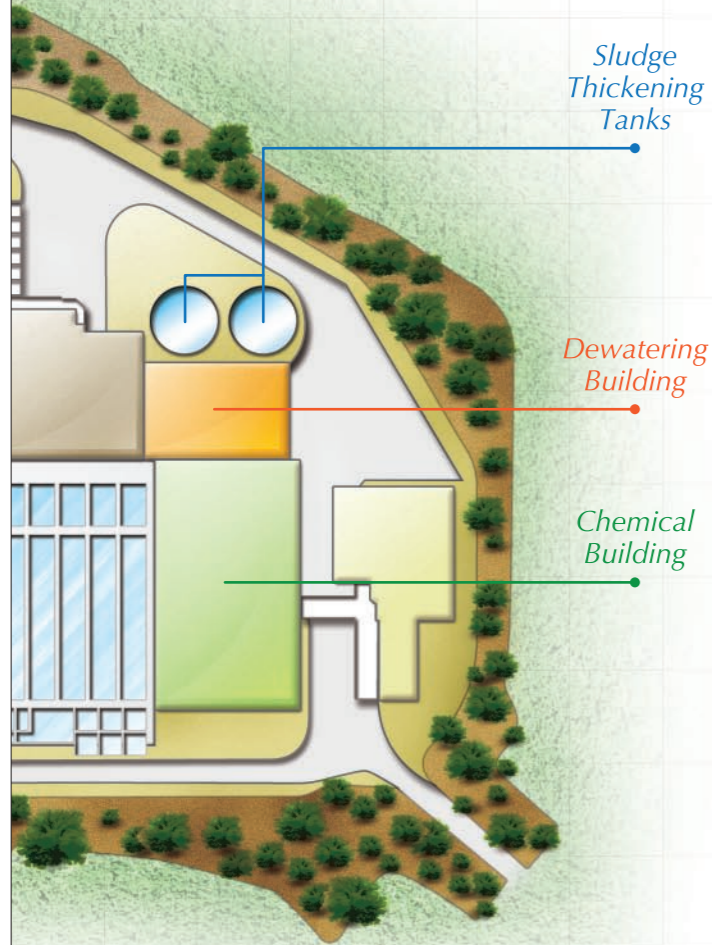 Sludge
Thickening
Tanks
Dewatering
Building
Chemical
Building